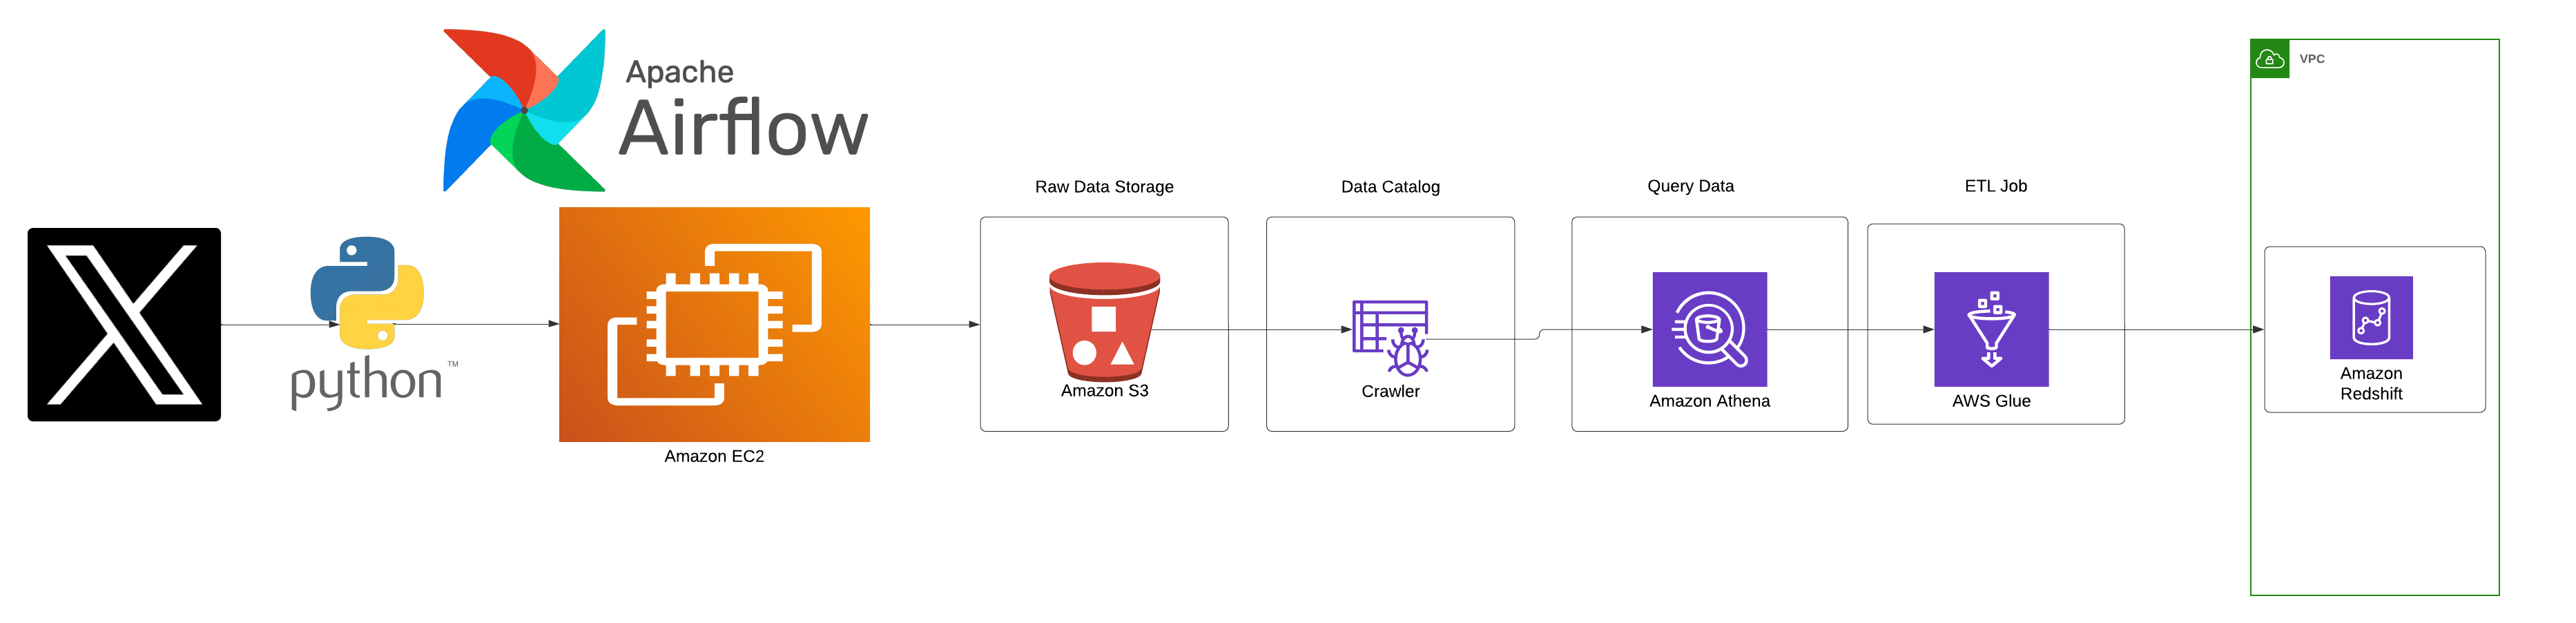 Apache
Airflow
VPC
Raw Data Storage
Data Catalog
Query Data
ETL Job
python™
Amazon EC2
Amazon S3
Crawler
Amazon Athena
AWS Glue
Amazon
Redshift